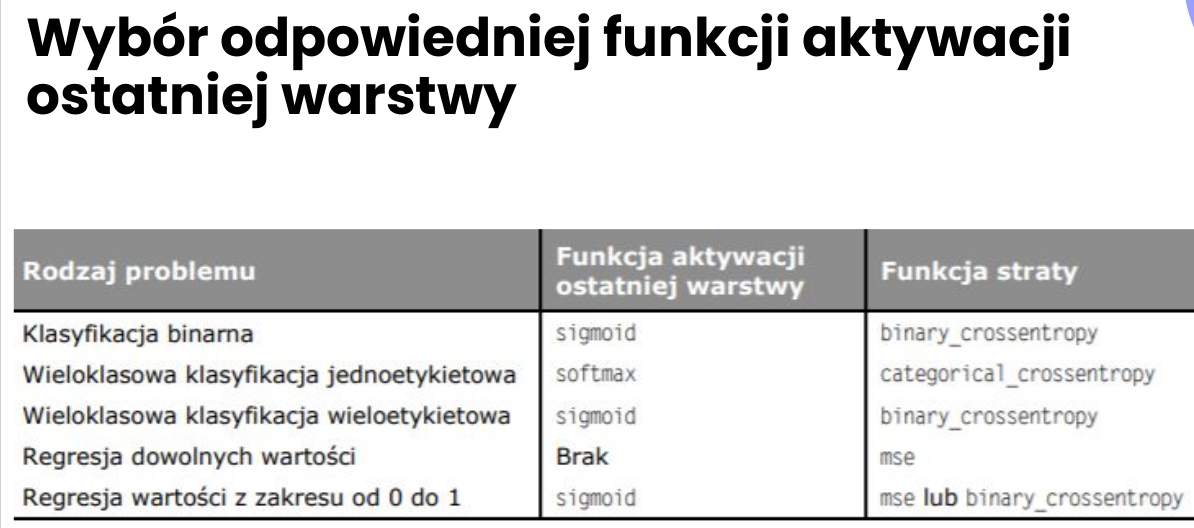 Wybór odpowiedniej funkcji aktywacji
ostatniej warstwy
Rodzaj problemu Funkcja aktywacji ostatniej warstwy Funkcja straty
Klasyfikacja binarna sigmoid binary_crossentropy
Wieloklasowa klasyfikacja jednoetykietowa softmax categorical_crossentropy
Wieloklasowa klasyfikacja wieloetykietowa sigmoid binary_crossentropy
Regresja dowolnych wartości Brak mse
Regresja wartości z zakresu od 0 do 1 sigmoid mse lub binary_crossentropy